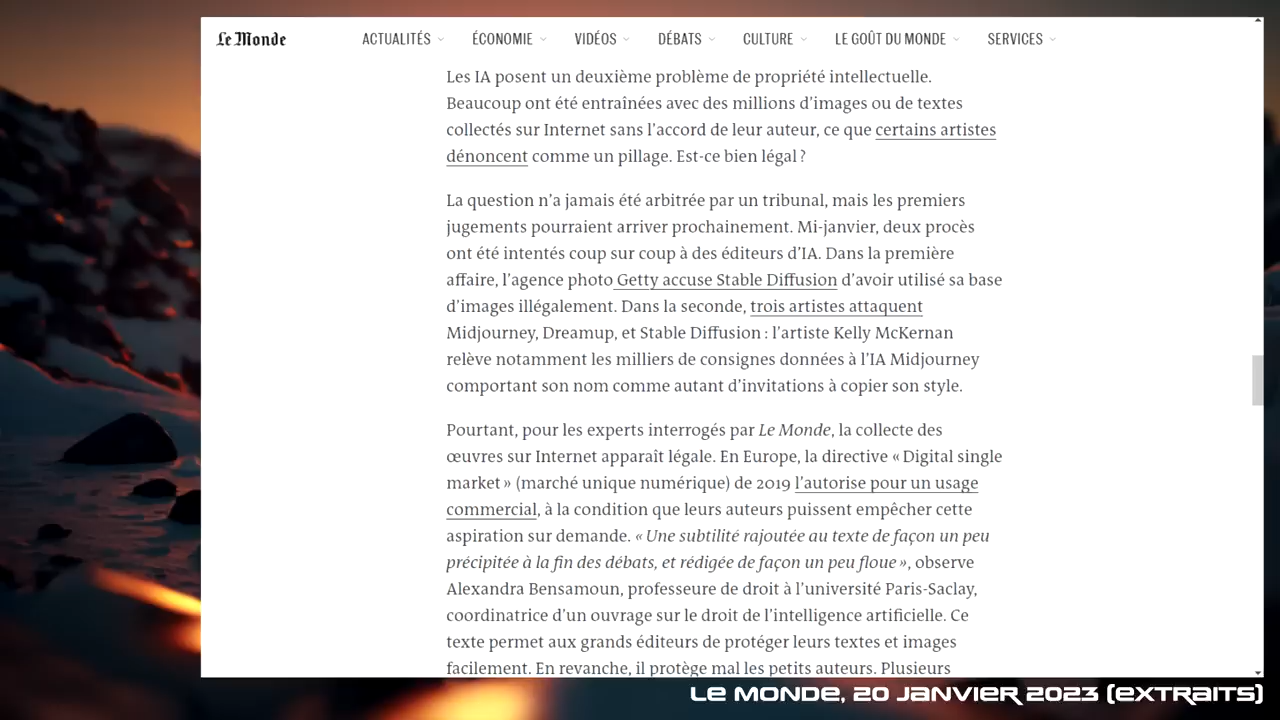 Le Monde
ACTUALITÉS ÉCONOMIE VIDÉOS DÉBATS CULTURE LE GOÛT DU MONDE SERVICES
Les IA posent un deuxième problème de propriété intellectuelle.
Beaucoup ont été entraînées avec des millions d’images ou de textes
collectés sur Internet sans l’accord de leur auteur, ce que certains artistes
dénoncent comme un pillage. Est-ce bien légal ?
La question n’a jamais été arbitrée par un tribunal, mais les premiers
jugements pourraient arriver prochainement. Mi-janvier, deux procès
ont été intentés coup sur coup à des éditeurs d’IA. Dans la première
affaire, l’agence photo Getty accuse Stable Diffusion d’avoir utilisé sa base
d’images illégalement. Dans la seconde, trois artistes attaquent
Midjourney, Dreamup, et Stable Diffusion : l’artiste Kelly McKernan
relève notamment les milliers de consignes données à l’IA Midjourney
comportant son nom comme autant d’invitations à copier son style.
Pourtant, pour les experts interrogés par Le Monde, la collecte des
œuvres sur Internet apparaît légale. En Europe, la directive « Digital single
market » (marché unique numérique) de 2019 l’autorise pour un usage
commercial, à la condition que leurs auteurs puissent empêcher cette
aspiration sur demande. « Une subtilité rajoutée au texte de façon un peu
précipitée à la fin des débats, et rédigée de façon un peu floue », observe
Alexandra Bensamoun, professeure de droit à l’université Paris-Saclay,
coordinatrice d’un ouvrage sur le droit de l’intelligence artificielle. Ce
texte permet aux grands éditeurs de protéger leurs textes et images
facilement. En revanche, il protège mal les petits auteurs. Plusieurs
LE MONDE, 20 JANVIER 2023 (EXTRAITS)